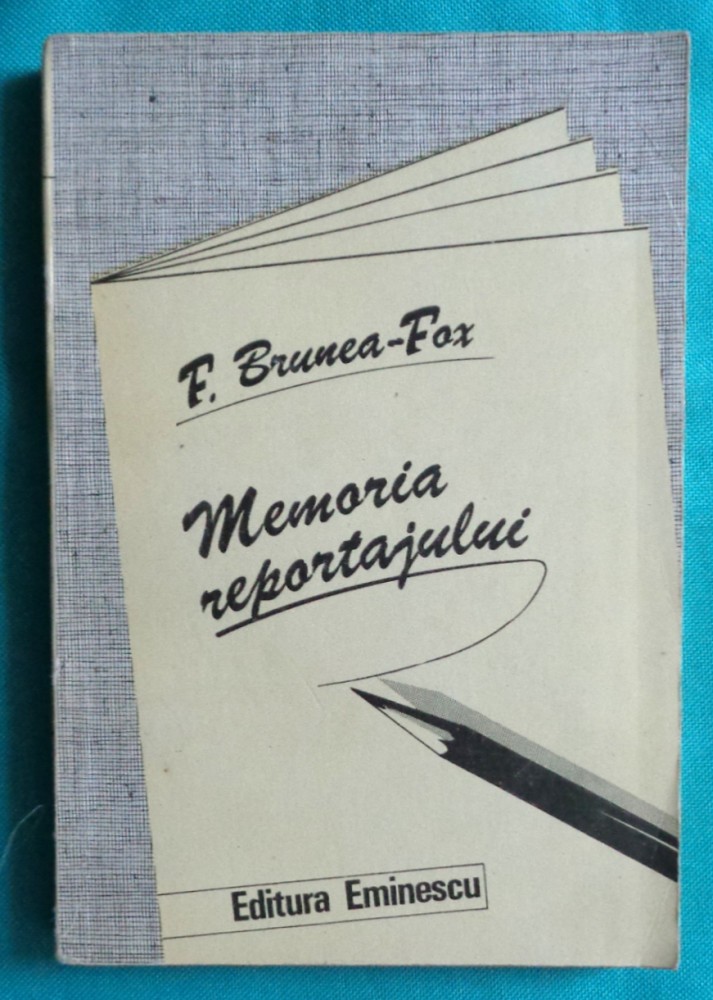 F. Brunea-Fox
Memoria
reportajului
Editura Eminescu